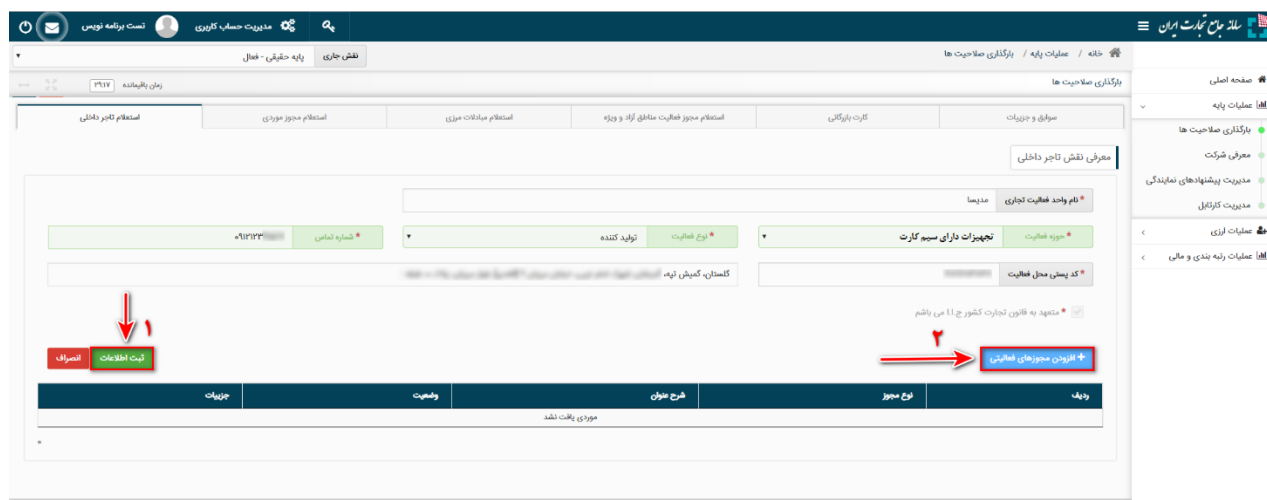 سامانه جامع تجارت ایران
مدیریت حساب کاربری
تست برنامه نویس
خانه / عملیات پایه / بارگذاری صلاحیت ها
نقش جاری
پایه حقیقی - فعال
بارگذاری صلاحیت ها
زمان باقیمانده ۳۹:۱۷
صفحه اصلی
عملیات پایه
بارگذاری صلاحیت ها
معرفی شرکت
مدیریت پیشنهادهای نمایندگی
مدیریت کارتابل
عملیات ارزی
عملیات رتبه بندی و مالی
سوابق و جزییات
کارت بازرگانی
استعلام مجوز فعالیت مناطق آزاد و ویژه
استعلام مبادلات مرزی
استعلام مجوز موردی
استعلام تاجر داخلی
معرفی نقش تاجر داخلی
* نام واحد فعالیت تجاری
مدیسا
* حوزه فعالیت
تجهیزات دارای سیم کارت
* نوع فعالیت
تولید کننده
* شماره تماس
۰۹۱۲۱۲۳
* کد پستی محل فعالیت
گلستان، کمیش تپه،
* متعهد به قانون تجارت کشور ج.ا.ا می باشم
۱
۲
+ افزودن مجوزهای فعالیتی
ثبت اطلاعات
انصراف
ردیف
نوع مجوز
شرح عنوان
وضعیت
جزییات
موردی یافت نشد